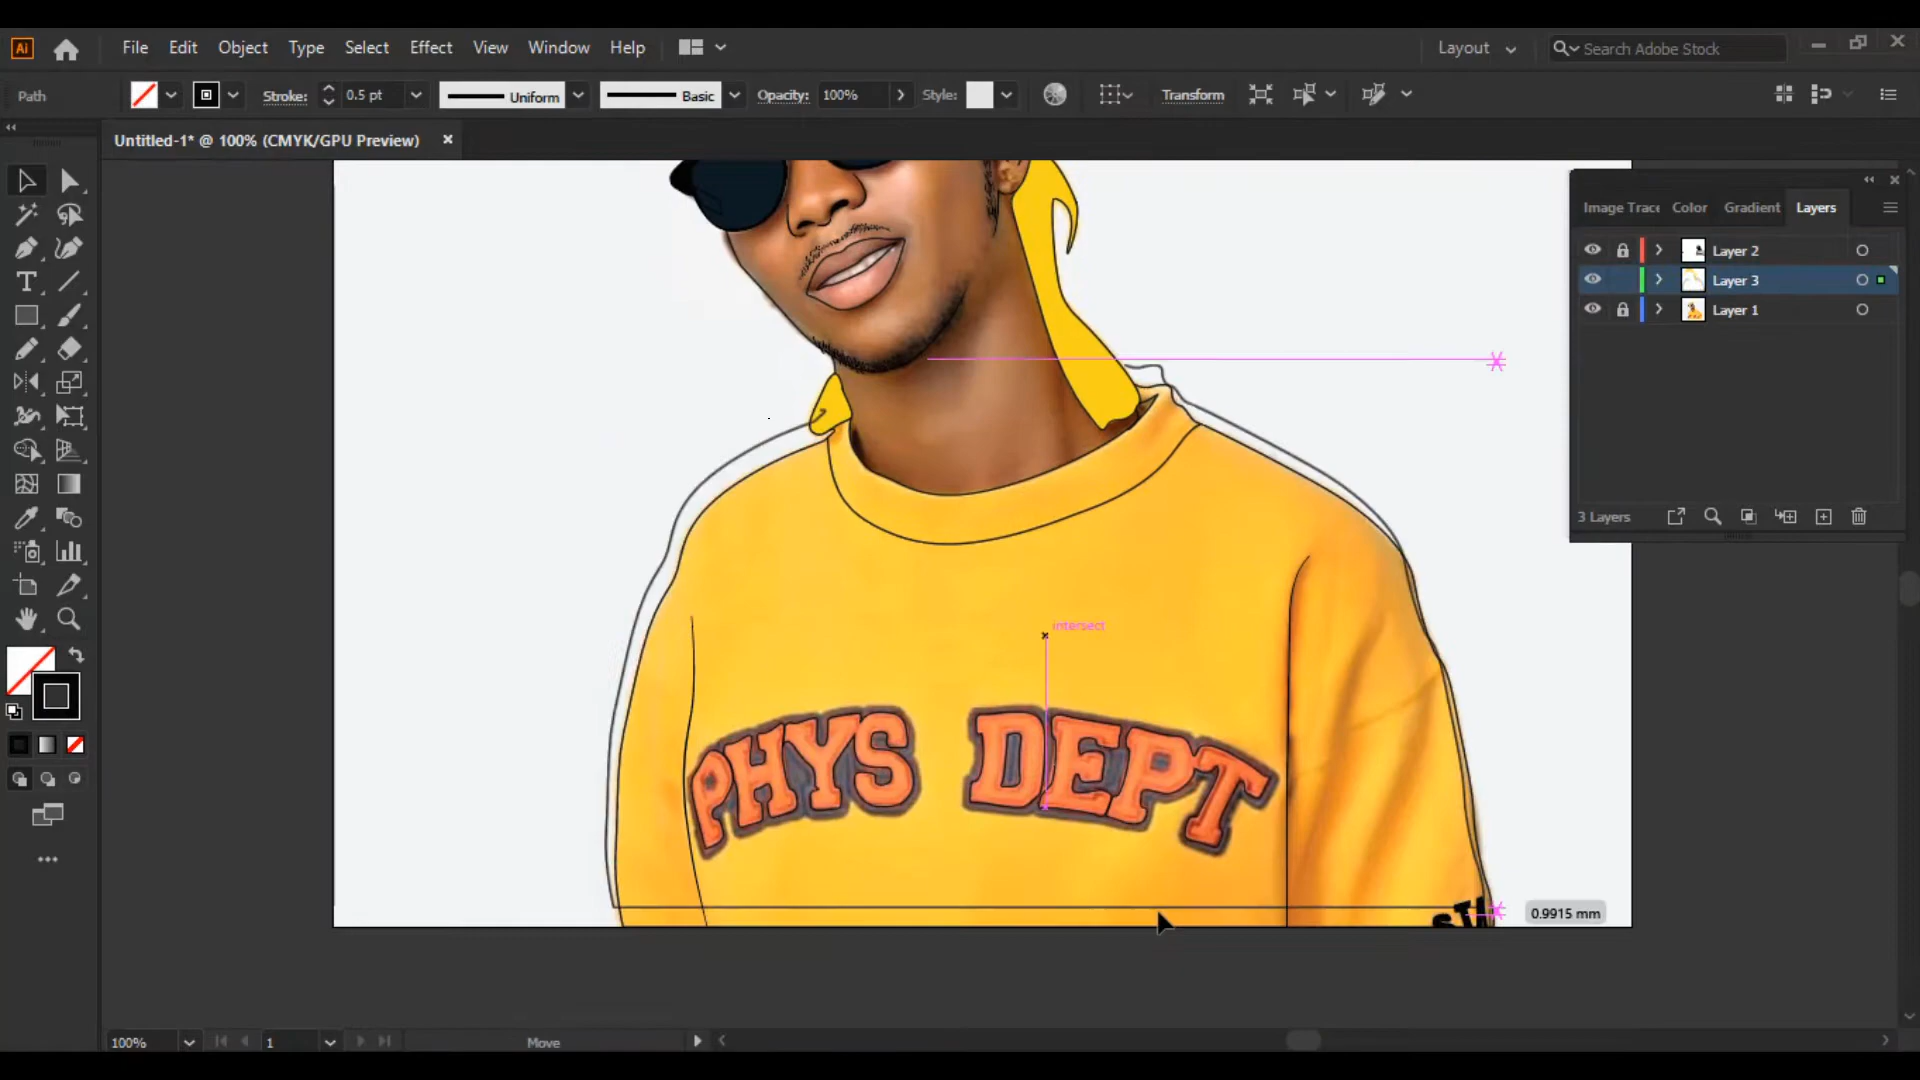 Ai File Edit Object Type Select Effect View Window Help Layout Search Adobe Stock
Path Stroke: 0.5 pt Uniform Basic Opacity: 100% Style: Transform
Untitled-1* @ 100% (CMYK/GPU Preview)
Image Trace Color Gradient Layers
Layer 2
Layer 3
Layer 1
3 Layers
intersect
PHYS DEPT
0.9915 mm
100% 1 Move